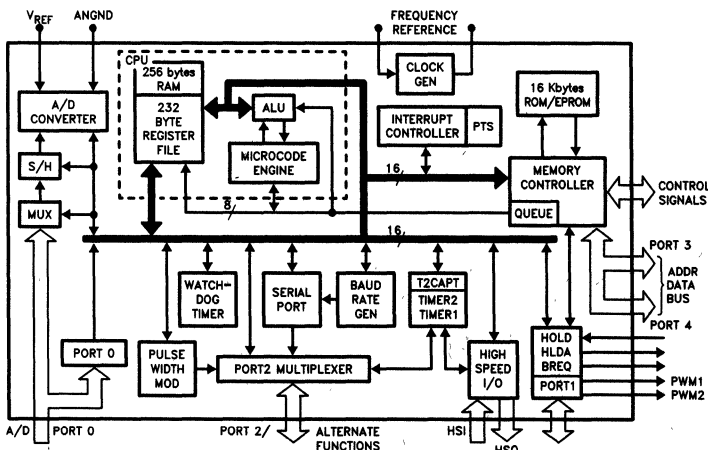 VREF
ANGND
FREQUENCY
REFERENCE
CPU
256 bytes
RAM
232
BYTE
REGISTER
FILE
ALU
MICROCODE
ENGINE
CLOCK
GEN
16 Kbytes
ROM/EPROM
A/D
CONVERTER
S/H
MUX
INTERRUPT
CONTROLLER
PTS
MEMORY
CONTROLLER
QUEUE
CONTROL
SIGNALS
16
8
16
PORT 3
ADDR
DATA
BUS
PORT 4
WATCH-
DOG
TIMER
SERIAL
PORT
BAUD
RATE
GEN
T2CAPT
TIMER2
TIMER1
PORT 0
PULSE
WIDTH
MOD
PORT2 MULTIPLEXER
HIGH
SPEED
I/O
HOLD
HLDA
BREQ
PORT1
PWM1
PWM2
A/D
PORT 0
PORT 2/
ALTERNATE
FUNCTIONS
HSI
HSO